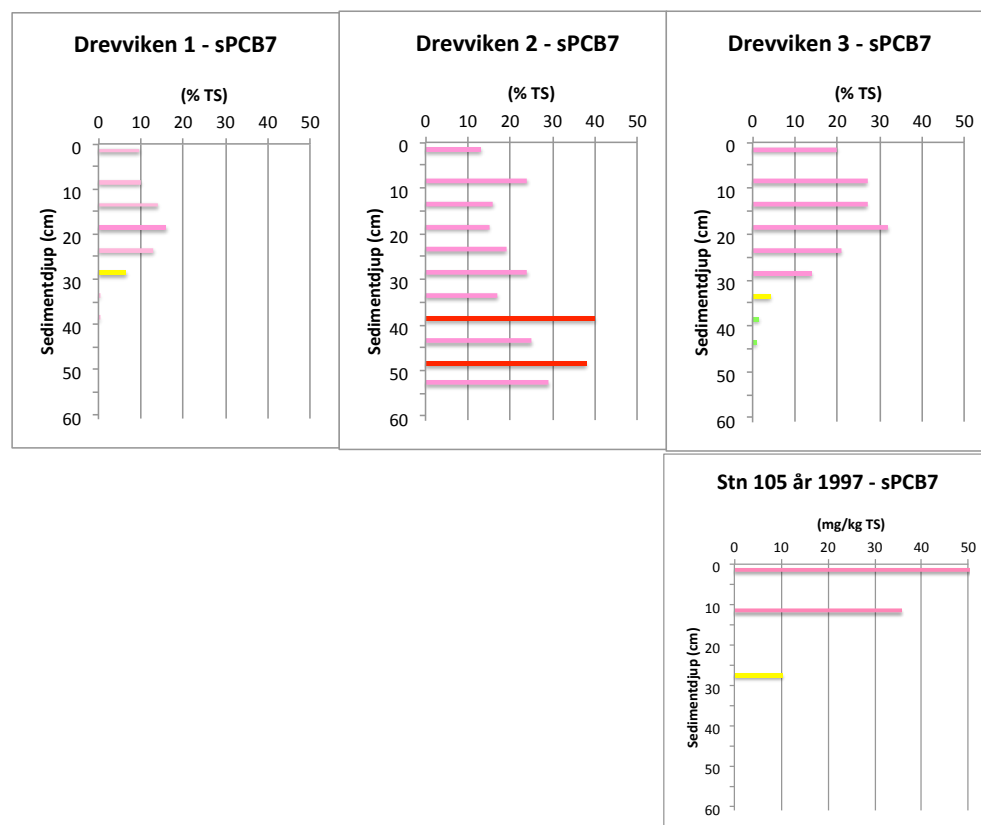 Drevviken 1 - sPCB7
(% TS)
0 10 20 30 40 50
0
10
20
30
40
50
60
Sedimentdjup (cm)
Drevviken 2 - sPCB7
(% TS)
0 10 20 30 40 50
0
10
20
30
40
50
60
Sedimentdjup (cm)
Drevviken 3 - sPCB7
(% TS)
0 10 20 30 40 50
0
10
20
30
40
50
60
Sedimentdjup (cm)
Stn 105 år 1997 - sPCB7
(mg/kg TS)
0 10 20 30 40 50
0
10
20
30
40
50
60
Sedimentdjup (cm)